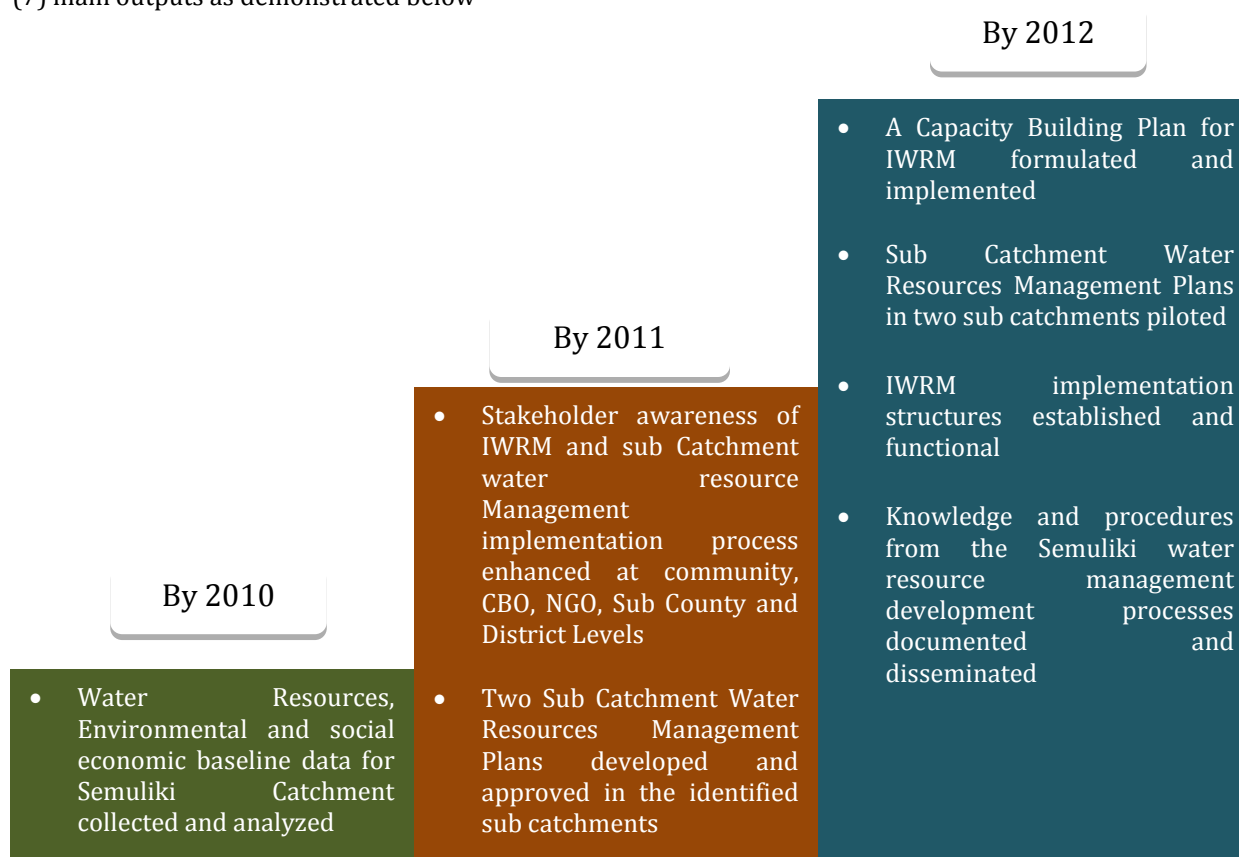 (7) main outputs as demonstrated below
By 2012
• A Capacity Building Plan for
IWRM formulated and
implemented
• Sub Catchment Water
Resources Management Plans
in two sub catchments piloted
• IWRM implementation
structures established and
functional
• Knowledge and procedures
from the Semuliki water
resource management
development processes
documented and
disseminated
By 2011
• Stakeholder awareness of
IWRM and sub Catchment
water resource
Management
implementation process
enhanced at community,
CBO, NGO, Sub County and
District Levels
• Two Sub Catchment Water
Resources Management
Plans developed and
approved in the identified
sub catchments
By 2010
• Water Resources,
Environmental and social
economic baseline data for
Semuliki Catchment
collected and analyzed